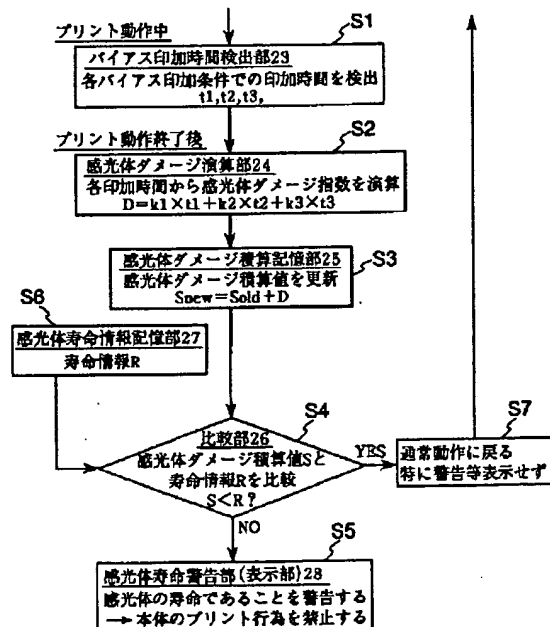 S1
プリント動作中
バイアス印加時間検出部23
各バイアス印加条件での印加時間を検出
t1,t2,t3,
プリント動作終了後
S2
感光体ダメージ演算部24
各印加時間から感光体ダメージ指数を演算
D=k1×t1+k2×t2+k3×t3
感光体ダメージ積算記憶部25
感光体ダメージ積算値を更新
Snew=Sold+D
S3
S6
感光体寿命情報記憶部27
寿命情報R
S4
比較部26
感光体ダメージ積算値Sと
寿命情報Rを比較
S<R?
YES
S7
通常動作に戻る
特に警告等表示せず
NO
S5
感光体寿命警告部(表示部)28
感光体の寿命であることを警告する
→本体のプリント行為を禁止する